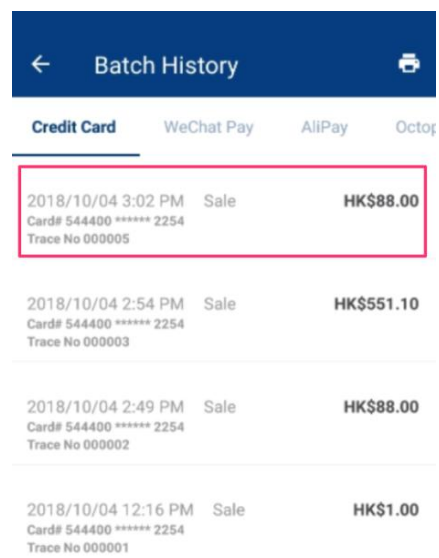 Batch History
Credit Card WeChat Pay AliPay Octop
2018/10/04 3:02 PM Sale HK$88.00
Card# 544400 ****** 2254
Trace No 000005
2018/10/04 2:54 PM Sale HK$551.10
Card# 544400 ****** 2254
Trace No 000003
2018/10/04 2:49 PM Sale HK$88.00
Card# 544400 ****** 2254
Trace No 000002
2018/10/04 12:16 PM Sale HK$1.00
Card# 544400 ****** 2254
Trace No 000001